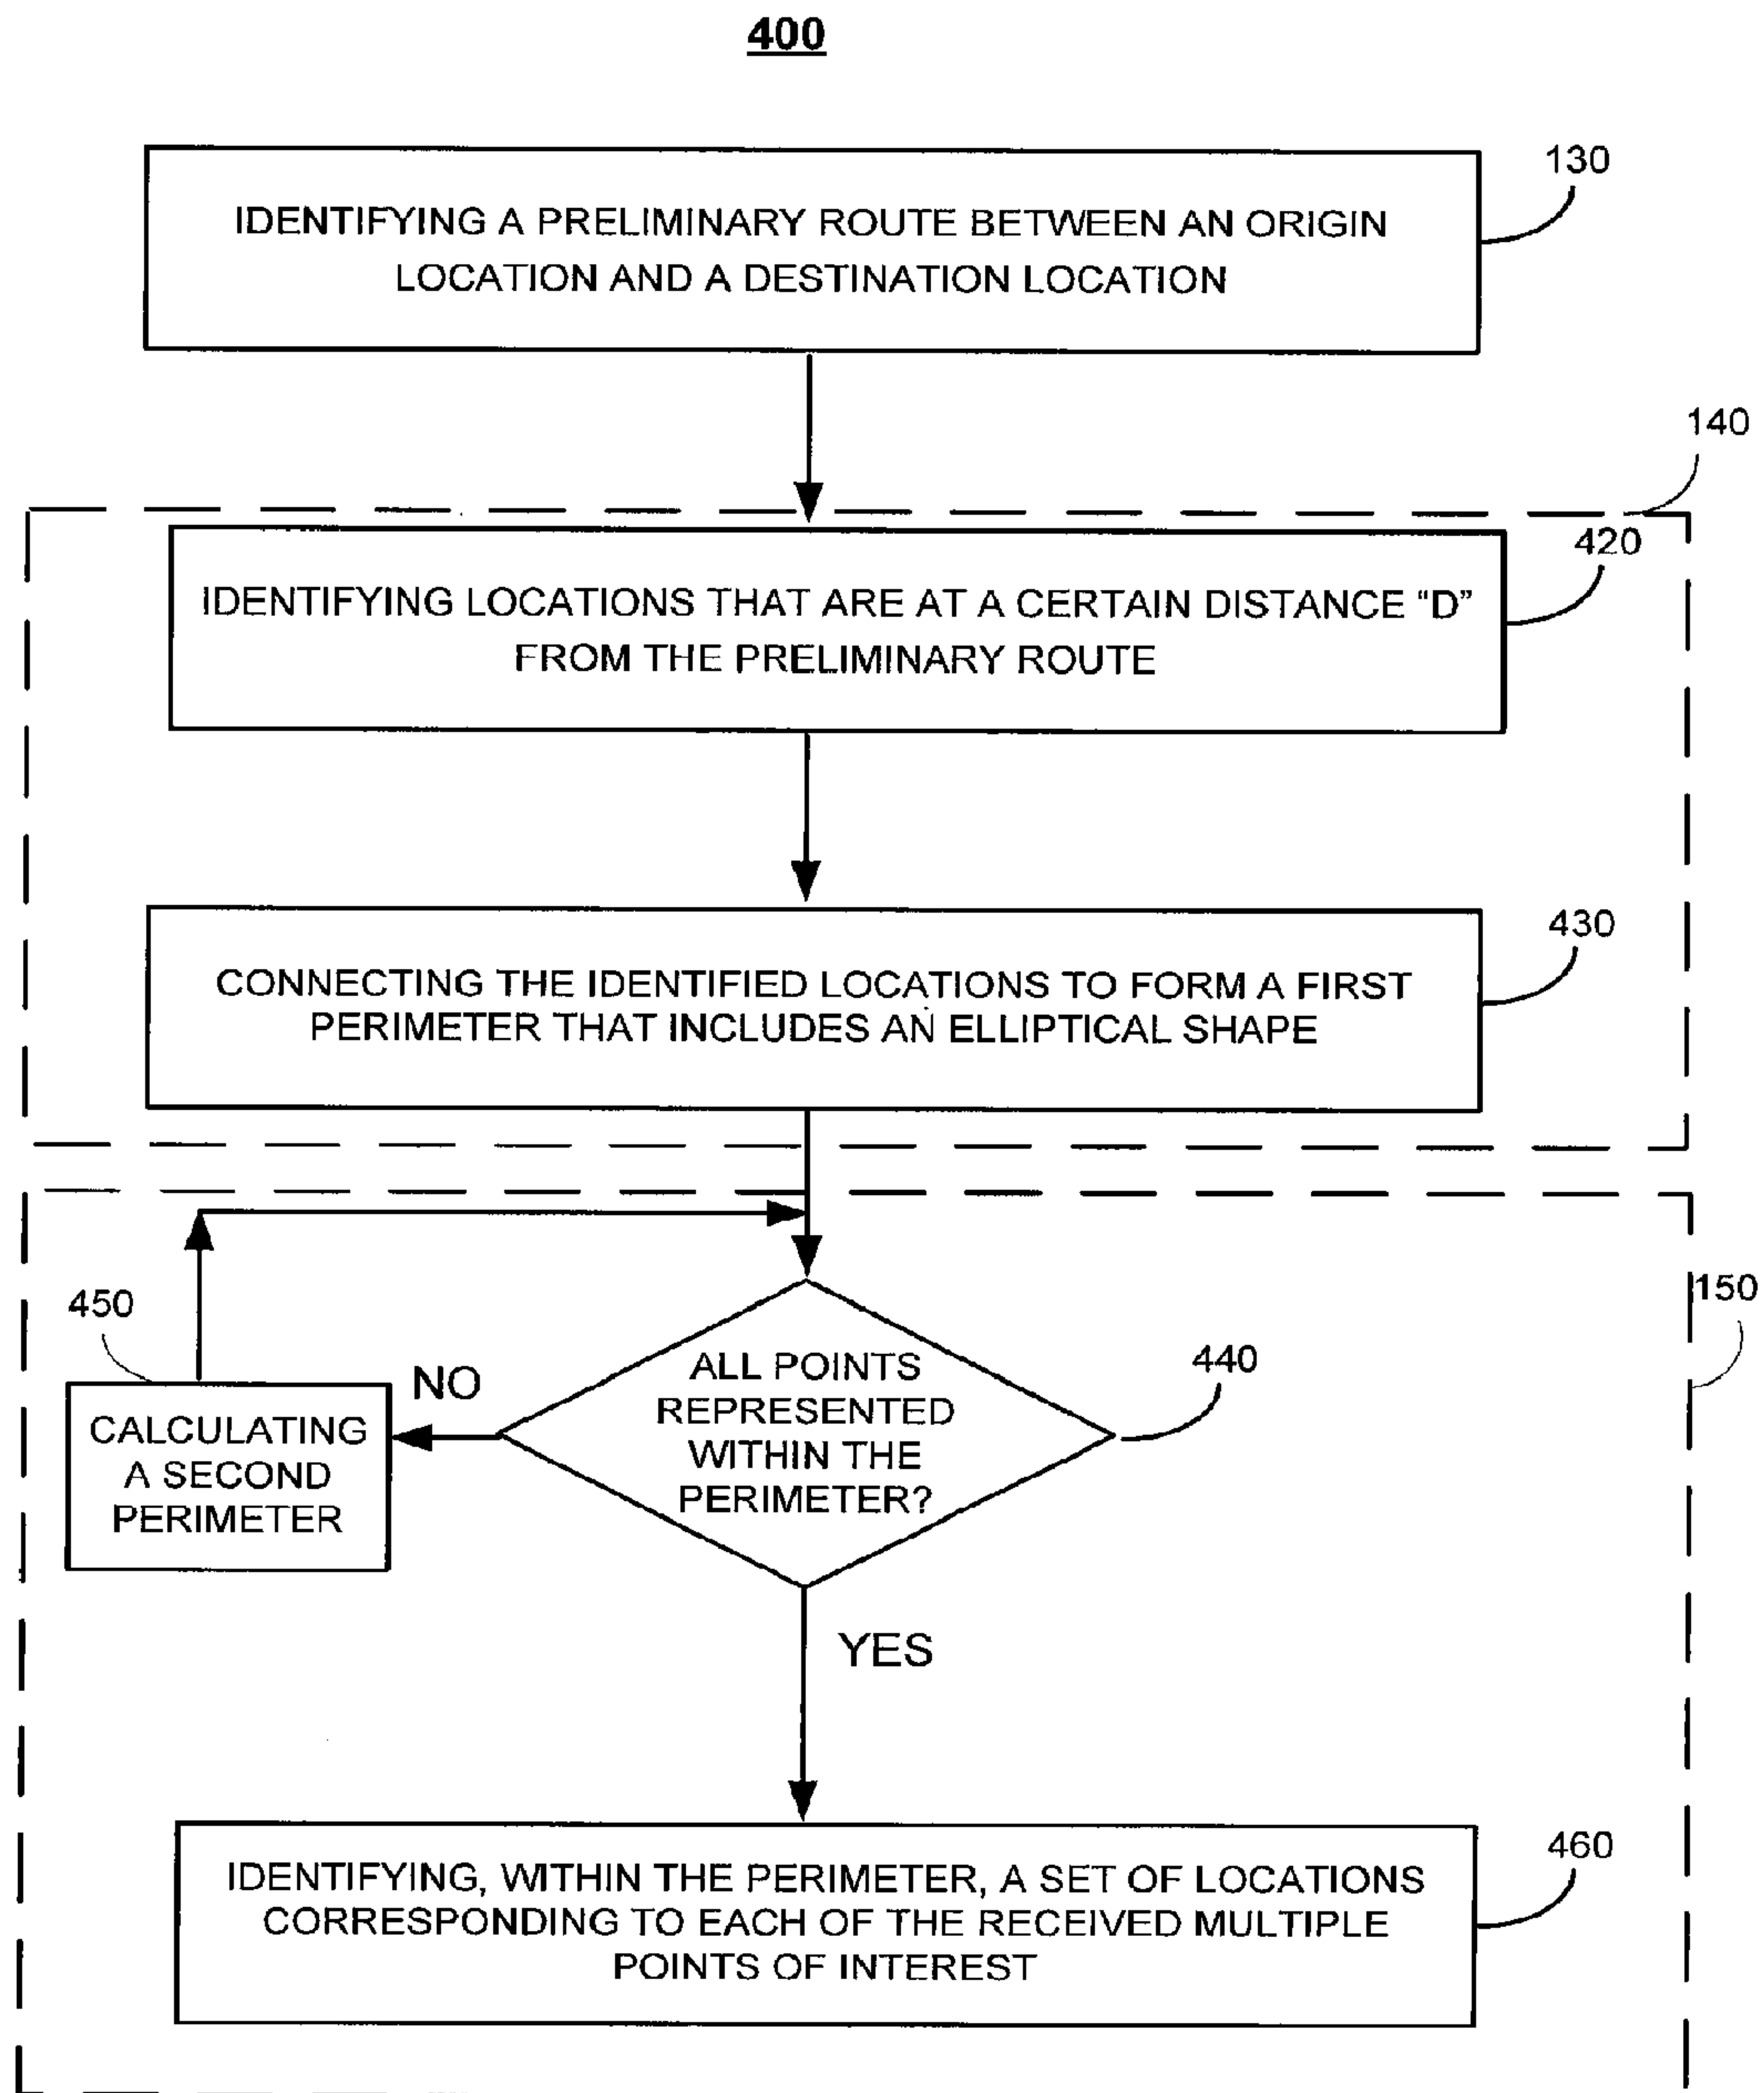 400
130
IDENTIFYING A PRELIMINARY ROUTE BETWEEN AN ORIGIN
LOCATION AND A DESTINATION LOCATION
140
420
IDENTIFYING LOCATIONS THAT ARE AT A CERTAIN DISTANCE “D”
FROM THE PRELIMINARY ROUTE
430
CONNECTING THE IDENTIFIED LOCATIONS TO FORM A FIRST
PERIMETER THAT INCLUDES AN ELLIPTICAL SHAPE
150
450
440
NO
ALL POINTS
REPRESENTED
WITHIN THE
PERIMETER?
CALCULATING
A SECOND
PERIMETER
YES
460
IDENTIFYING, WITHIN THE PERIMETER, A SET OF LOCATIONS
CORRESPONDING TO EACH OF THE RECEIVED MULTIPLE
POINTS OF INTEREST